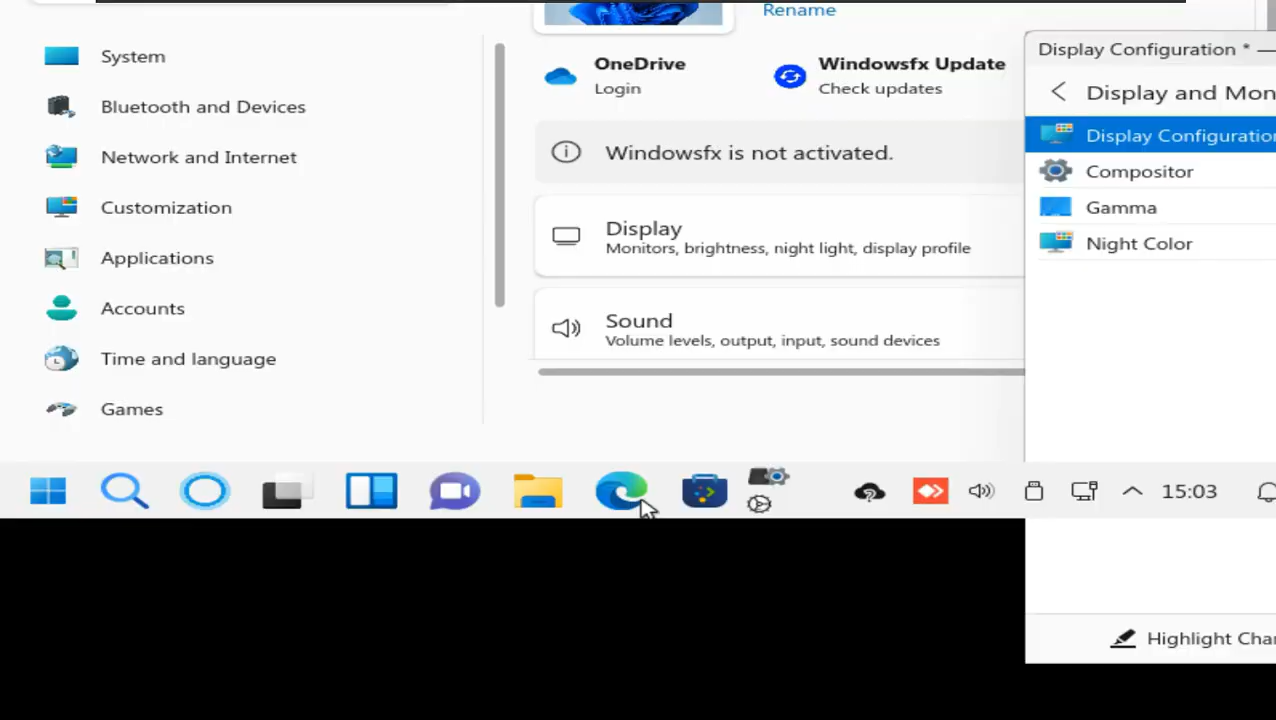 Rename
System
OneDrive
Login
Windowsfx Update
Check updates
Display Configuration *
Bluetooth and Devices
Display and Mon
Network and Internet
Windowsfx is not activated.
Display Configuration
Compositor
Customization
Display
Monitors, brightness, night light, display profile
Gamma
Night Color
Applications
Accounts
Sound
Volume levels, output, input, sound devices
Time and language
Games
15:03
Highlight Cha